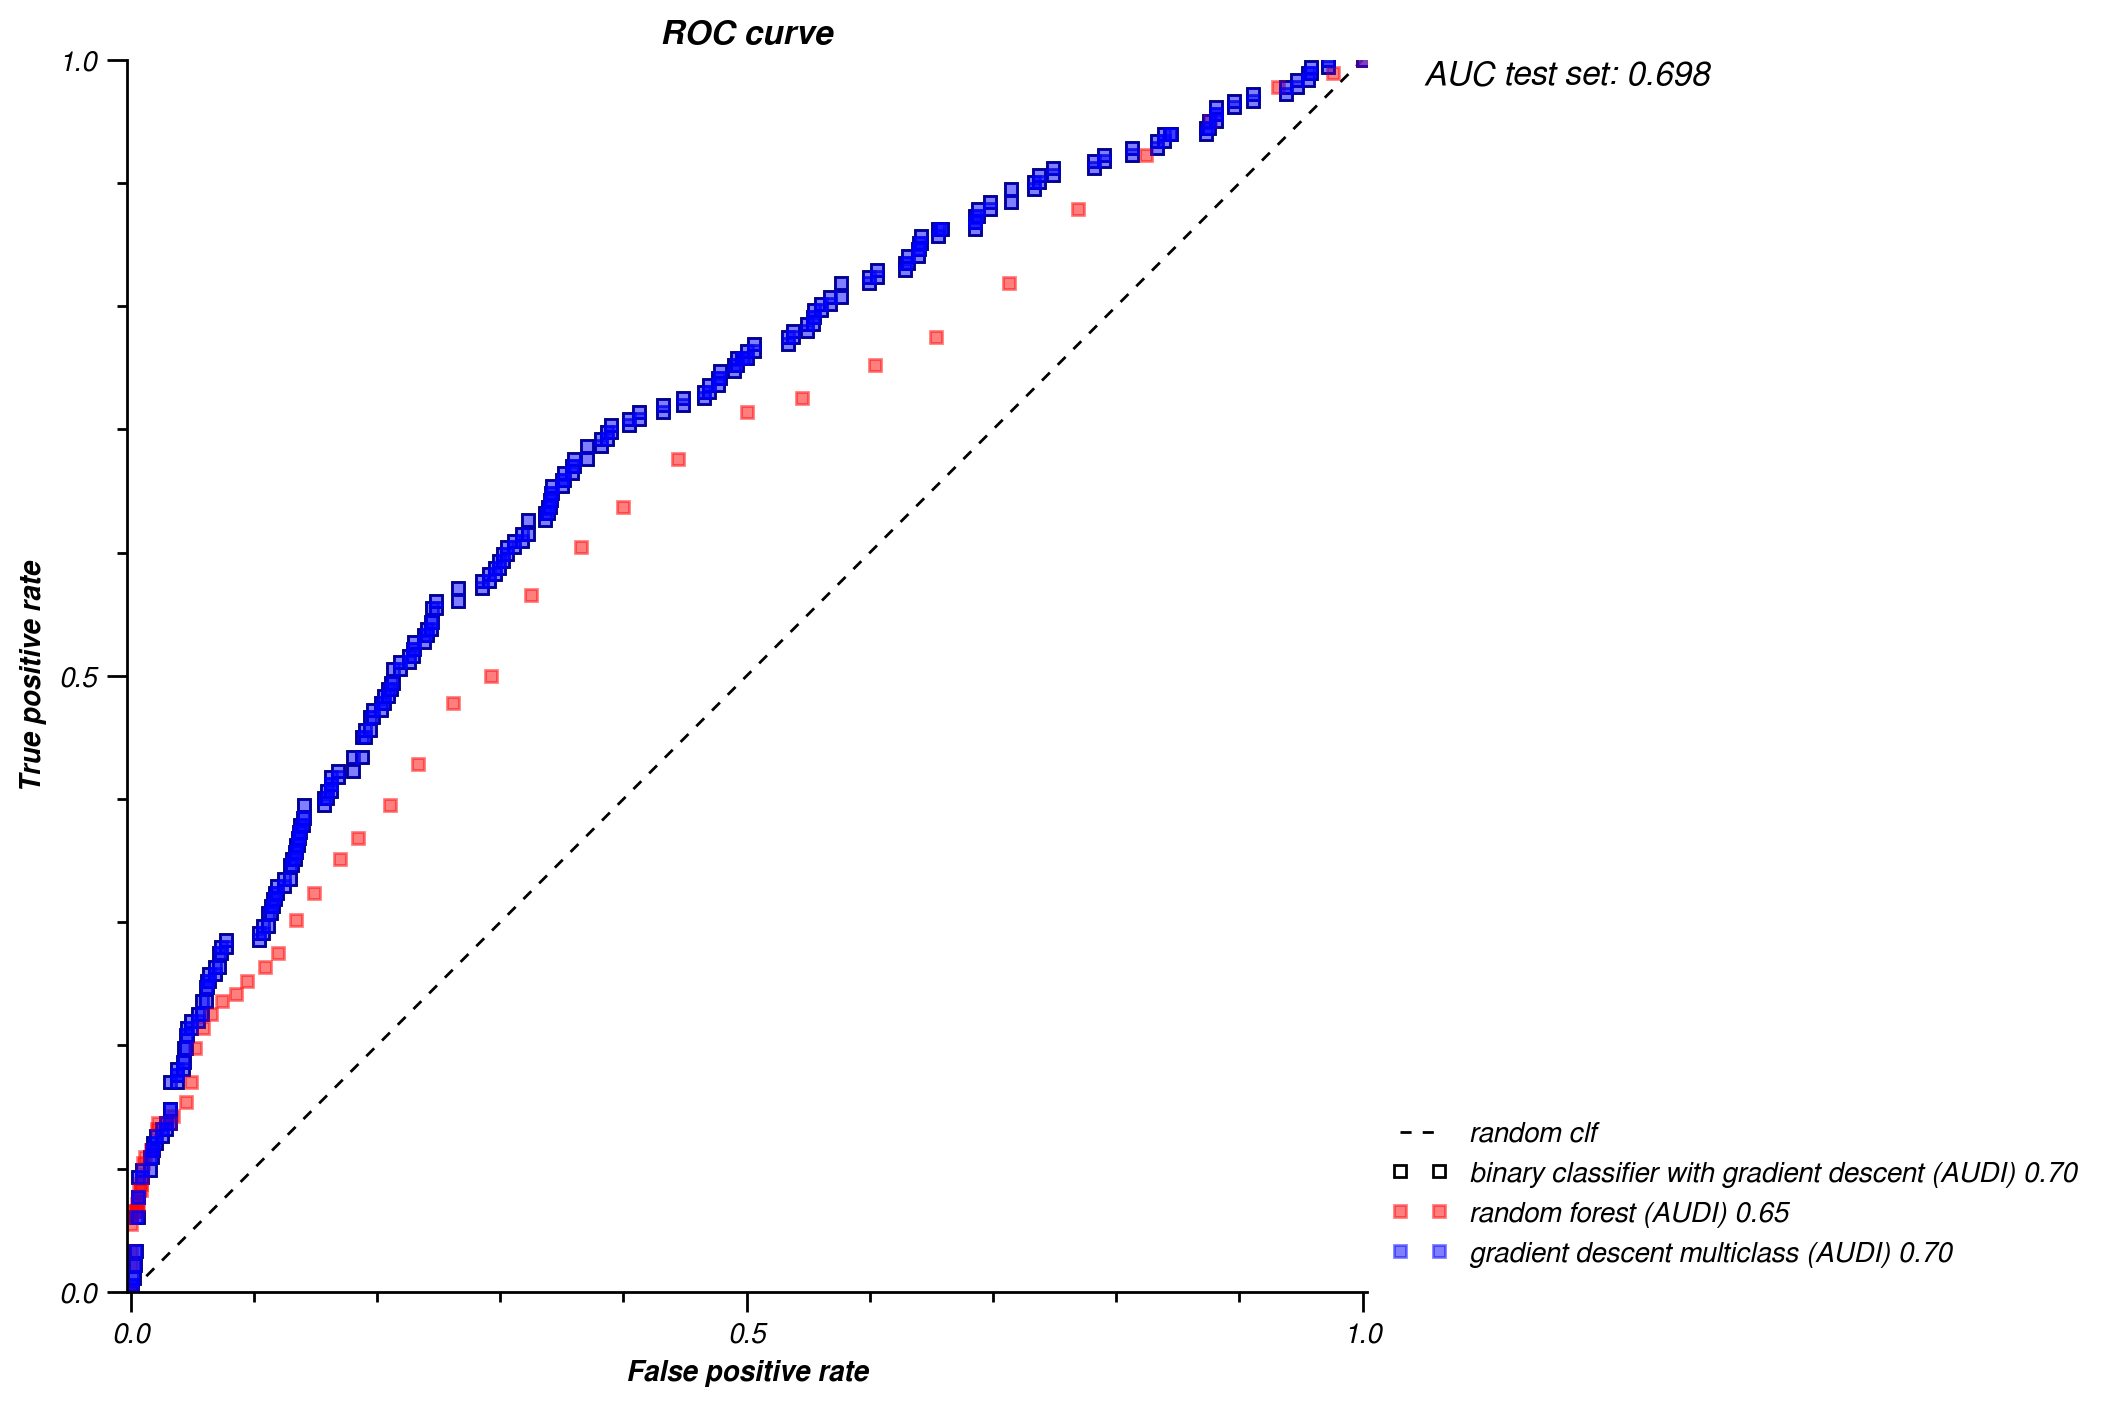 ROC curve
AUC test set: 0.698
1.0
0.5
0.0
True positive rate
0.0
0.5
1.0
False positive rate
random clf
binary classifier with gradient descent (AUDI) 0.70
random forest (AUDI) 0.65
gradient descent multiclass (AUDI) 0.70